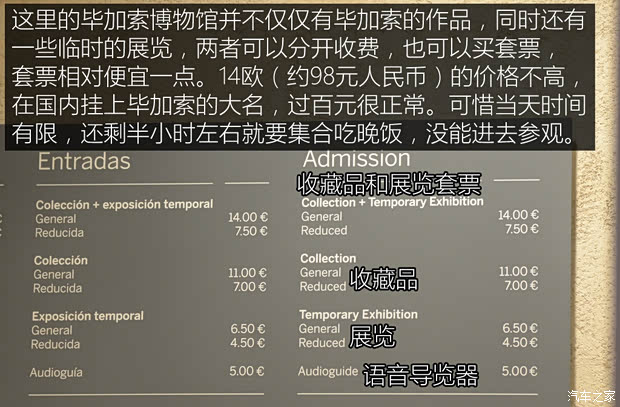 这里的毕加索博物馆并不仅仅有毕加索的作品，同时还有
一些临时的展览，两者可以分开收费，也可以买套票，
套票相对便宜一点。14欧（约98元人民币）的价格不高，
在国内挂上毕加索的大名，过百元很正常。可惜当天时间
有限，还剩半小时左右就要集合吃晚饭，没能进去参观。
Entradas
Colección + exposición temporal
General 14.00 €
Reducida 7.50 €
Colección
General 11.00 €
Reducida 7.00 €
Exposición temporal
General 6.50 €
Reducida 4.50 €
Audioguía 5.00 €
Admission
收藏品和展览套票
Collection + Temporary Exhibition
General 14.00 €
Reduced 7.50 €
Collection
General 11.00 €
收藏品
Reduced 7.00 €
Temporary Exhibition
General 6.50 €
展览
Reduced 4.50 €
Audioguide 语音导览器 5.00 €
汽车之家